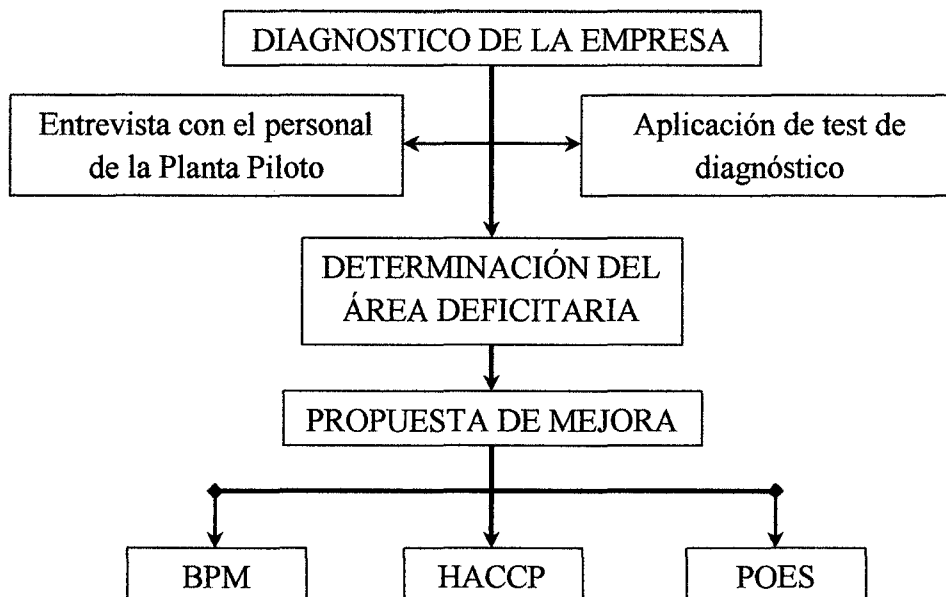 DIAGNOSTICO DE LA EMPRESA
Entrevista con el personal
de la Planta Piloto
Aplicación de test de
diagnóstico
DETERMINACIÓN DEL
ÁREA DEFICITARIA
PROPUESTA DE MEJORA
BPM
HACCP
POES